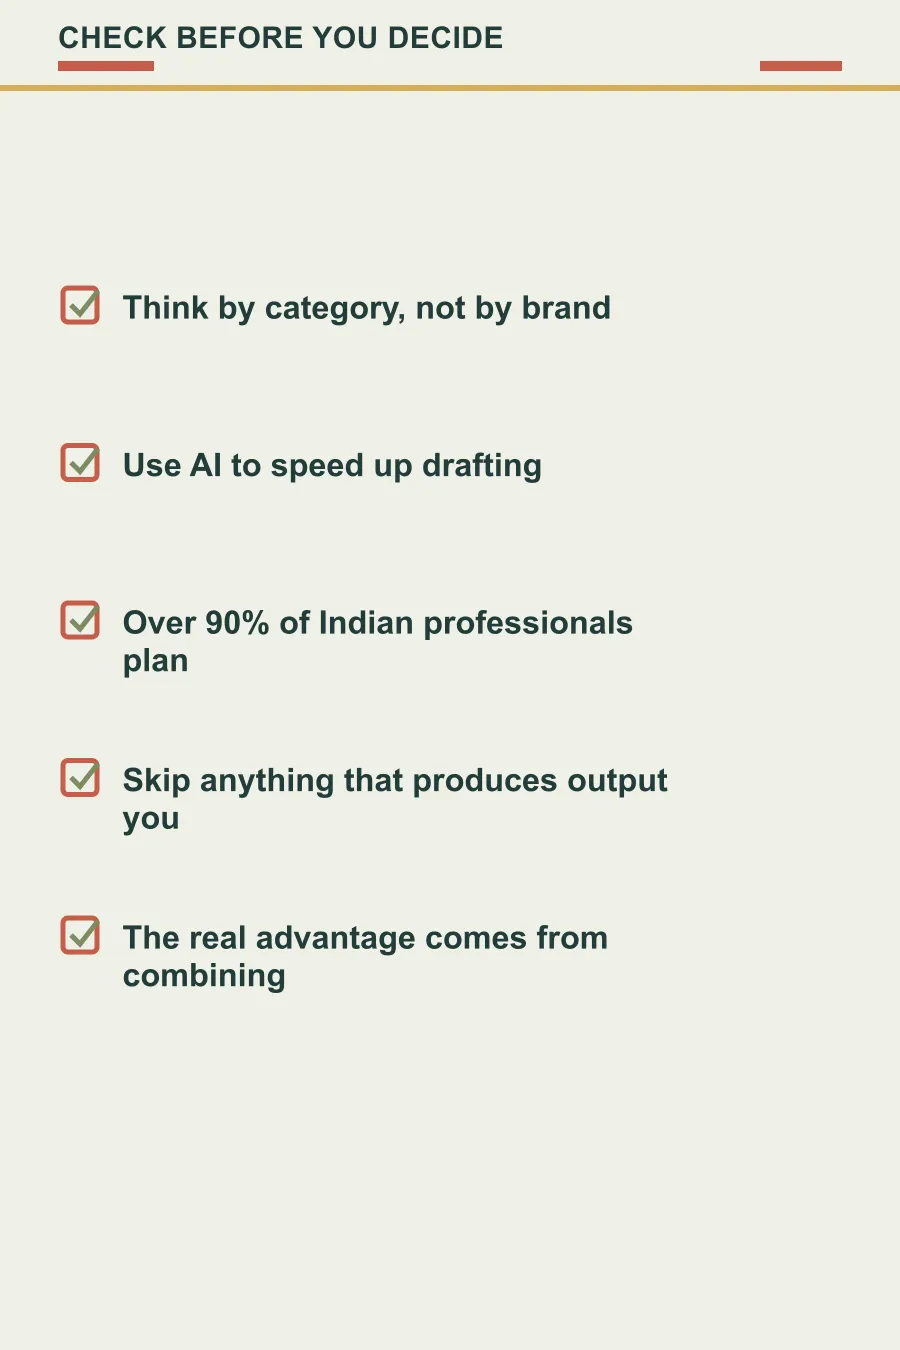 CHECK BEFORE YOU DECIDE
Think by category, not by brand
Use AI to speed up drafting
Over 90% of Indian professionals
plan
Skip anything that produces output
you
The real advantage comes from
combining